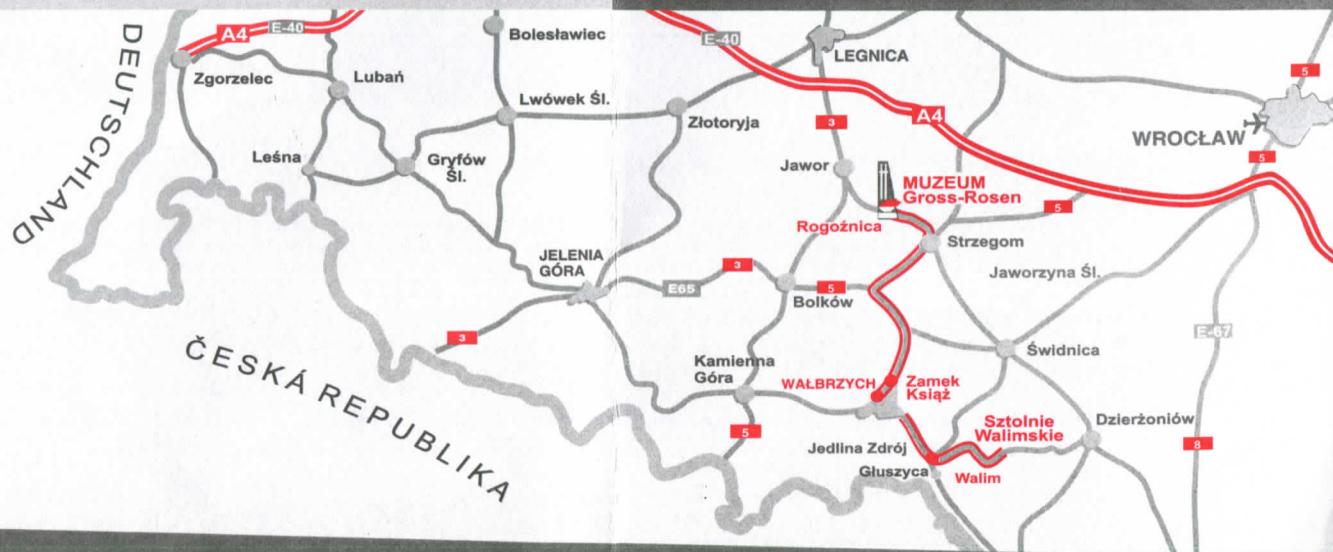 DEUTSCHLAND
A4
E-40
Zgorzelec
Lubań
Bolesławiec
Lwówek Śl.
Leśna
Gryfów
Śl.
Złotoryja
E-40
LEGNICA
A4
3
5
WROCŁAW
5
Jawor
MUZEUM
Gross-Rosen
Rogoźnica
5
Strzegom
Jaworzyna Śl.
JELENIA
GÓRA
3
E65
5
Bolków
3
ČESKÁ REPUBLIKA
E-67
Świdnica
Kamienna
Góra
WAŁBRZYCH
Zamek
Książ
5
Sztolnie
Walimskie
Dzierżoniów
8
Jedlina Zdrój
Głuszyca
Walim